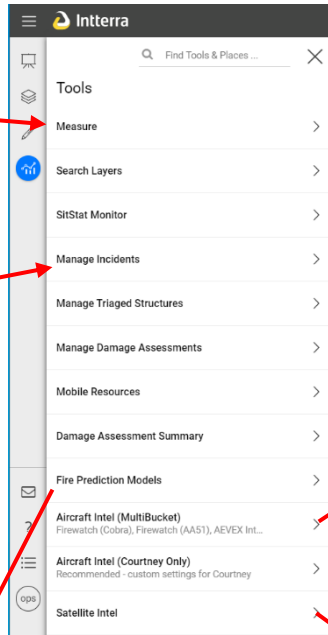 Intterra
Find Tools & Places ...
Tools
Measure
Search Layers
SitStat Monitor
Manage Incidents
Manage Triaged Structures
Manage Damage Assessments
Mobile Resources
Damage Assessment Summary
Fire Prediction Models
Aircraft Intel (MultiBucket)
Firewatch (Cobra), Firewatch (AA51), AEVEX Int...
?
Aircraft Intel (Courtney Only)
Recommended - custom settings for Courtney
ops
Satellite Intel